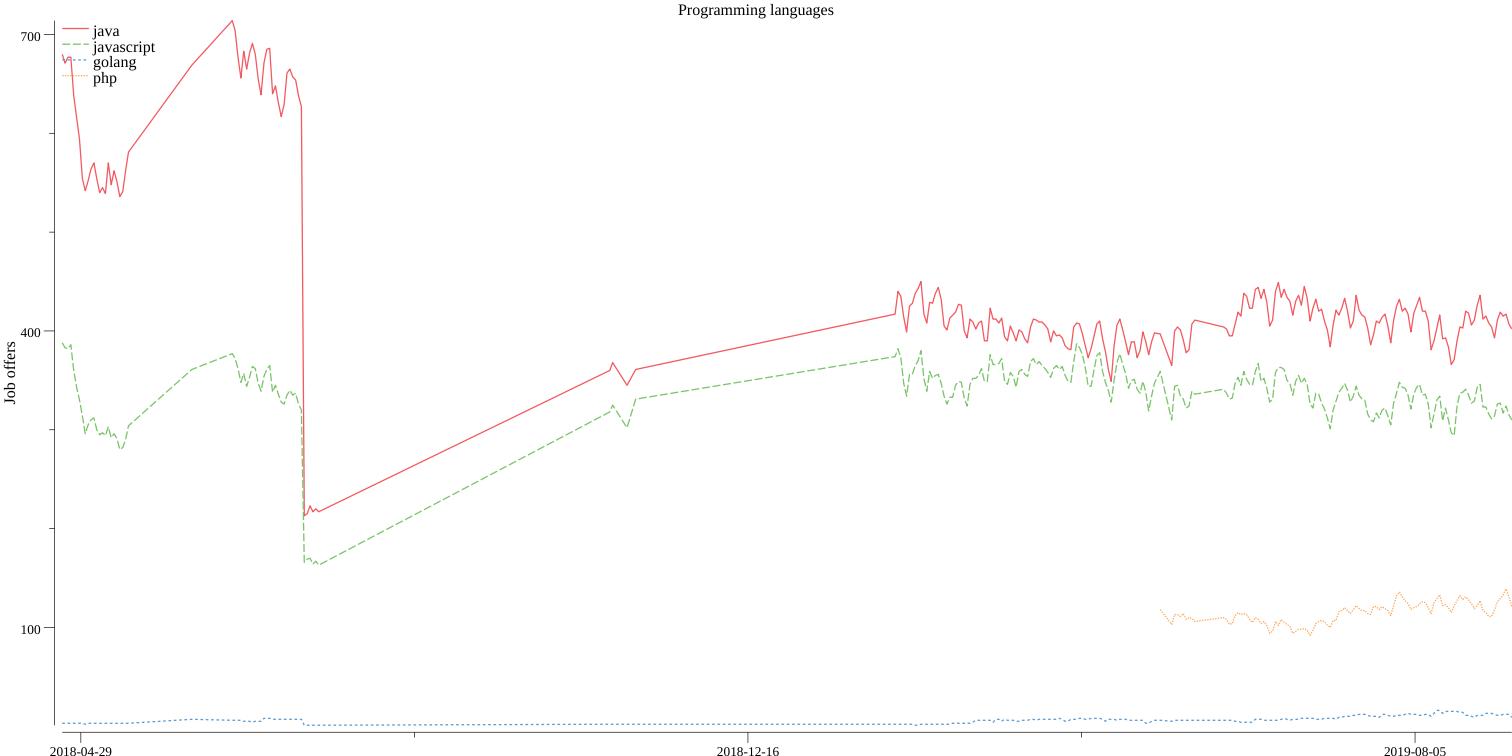 Programming languages
java
javascript
golang
php
700
400
100
Job offers
2018-04-29
2018-12-16
2019-08-05